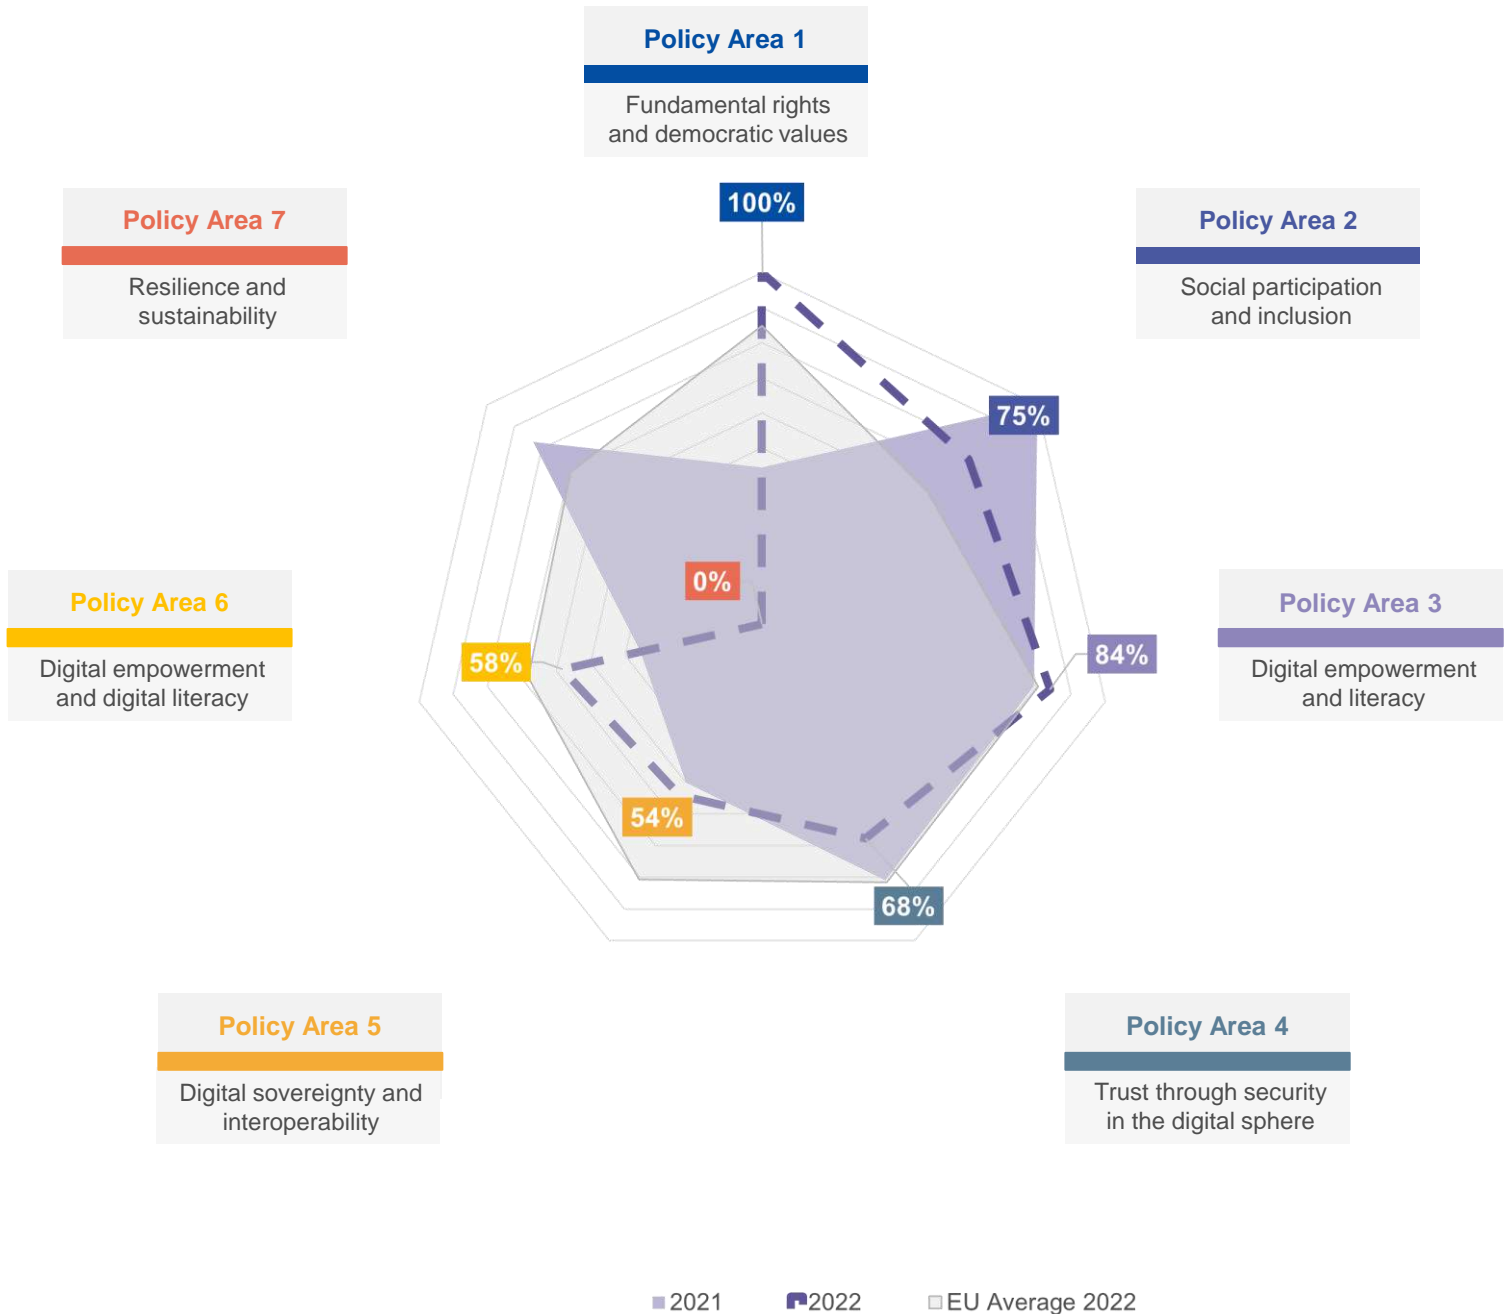 Policy Area 1
Fundamental rights
and democratic values
100%
Policy Area 7
Resilience and
sustainability
Policy Area 2
Social participation
and inclusion
75%
0%
Policy Area 6
Digital empowerment
and digital literacy
58%
84%
Policy Area 3
Digital empowerment
and literacy
54%
68%
Policy Area 5
Digital sovereignty and
interoperability
Policy Area 4
Trust through security
in the digital sphere
2021
2022
EU Average 2022